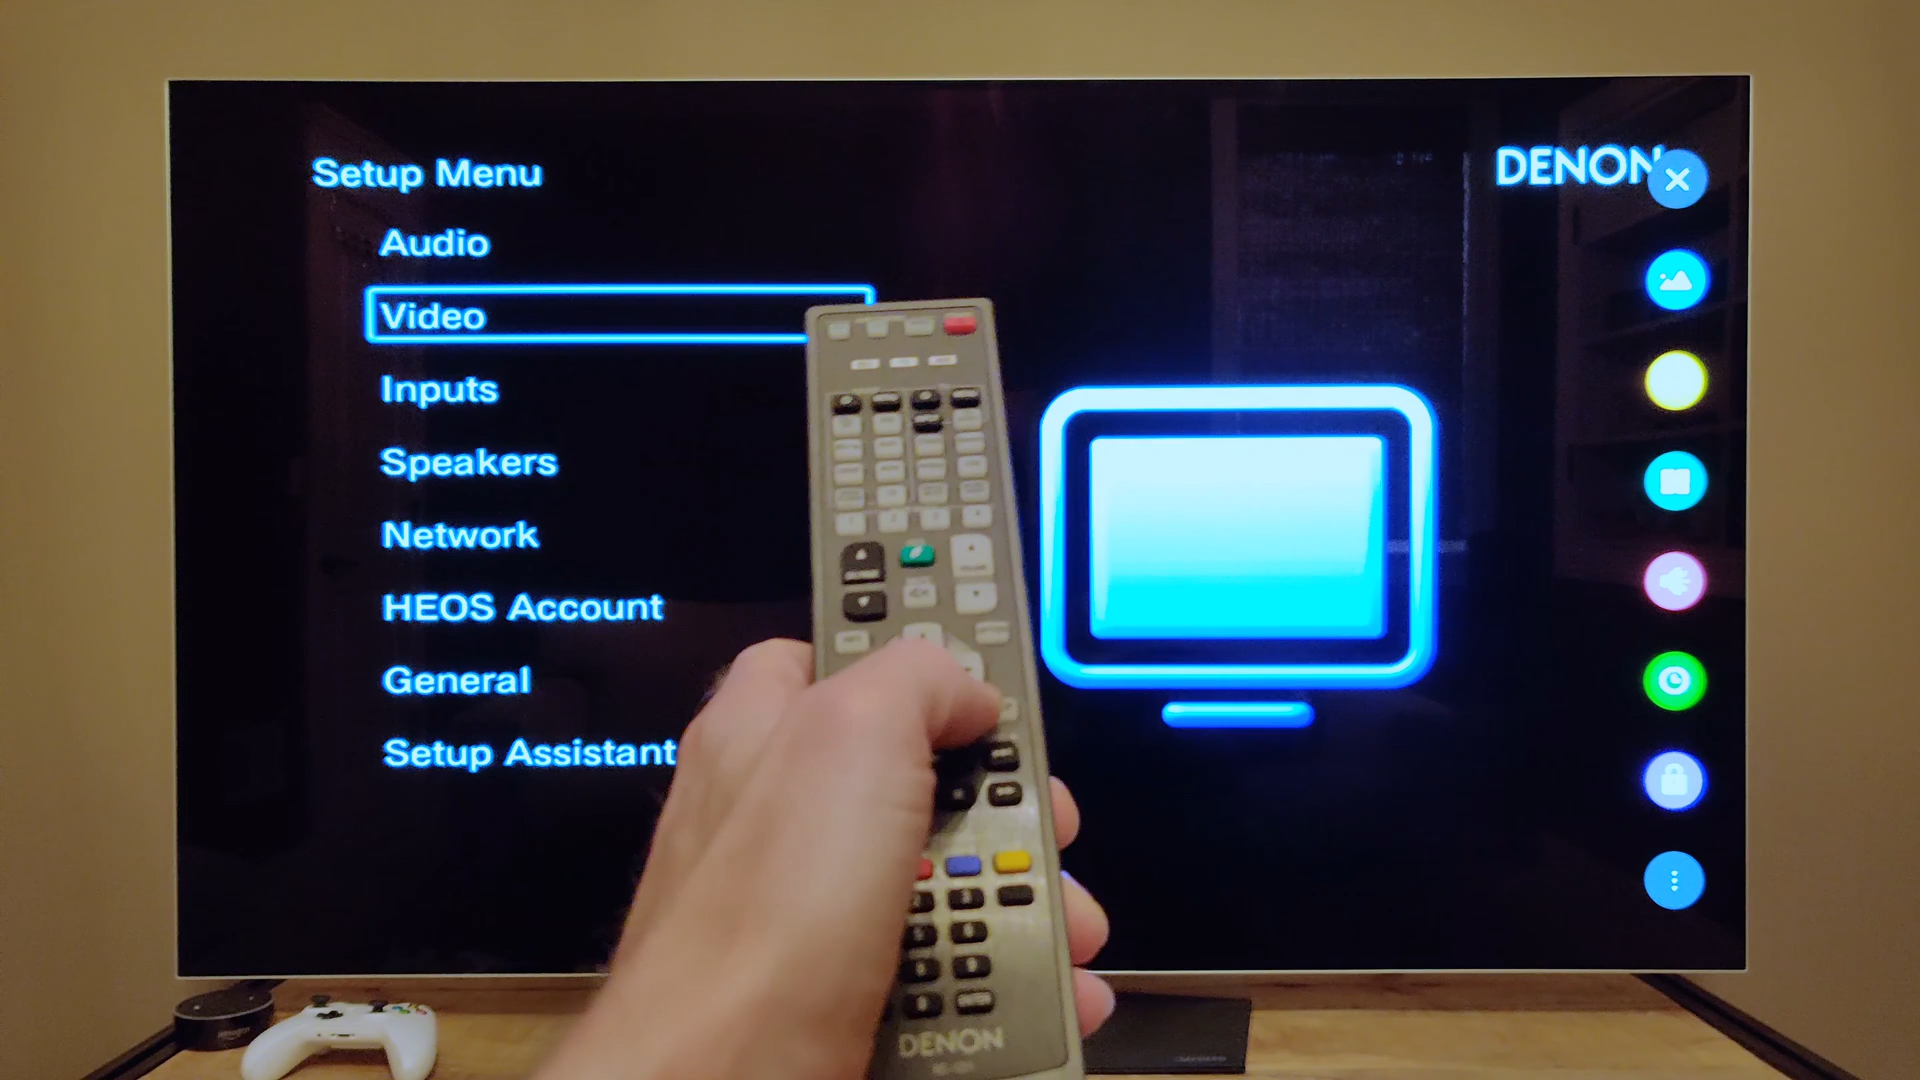 Setup Menu
DENON
Audio
Video
Inputs
Speakers
Network
HEOS Account
General
Setup Assistant
DENON